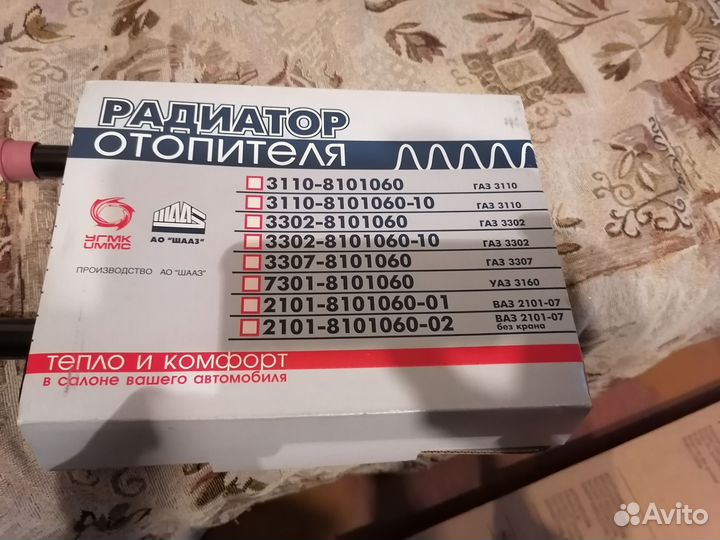 РАДИАТОР
ОТОПИТЕЛЯ
3110-8101060 ГАЗ 3110
3110-8101060-10 ГАЗ 3110
3302-8101060 ГАЗ 3302
3302-8101060-10 ГАЗ 3302
3307-8101060 ГАЗ 3307
7301-8101060 УАЗ 3160
2101-8101060-01 ВАЗ 2101-07
2101-8101060-02 ВАЗ 2101-07
без крана
УГМК
UMMC
ШААЗ
АО "ШААЗ"
ПРОИЗВОДСТВО АО "ШААЗ"
ТЕПЛО И КОМФОРТ
В САЛОНЕ ВАШЕГО АВТОМОБИЛЯ
Avito